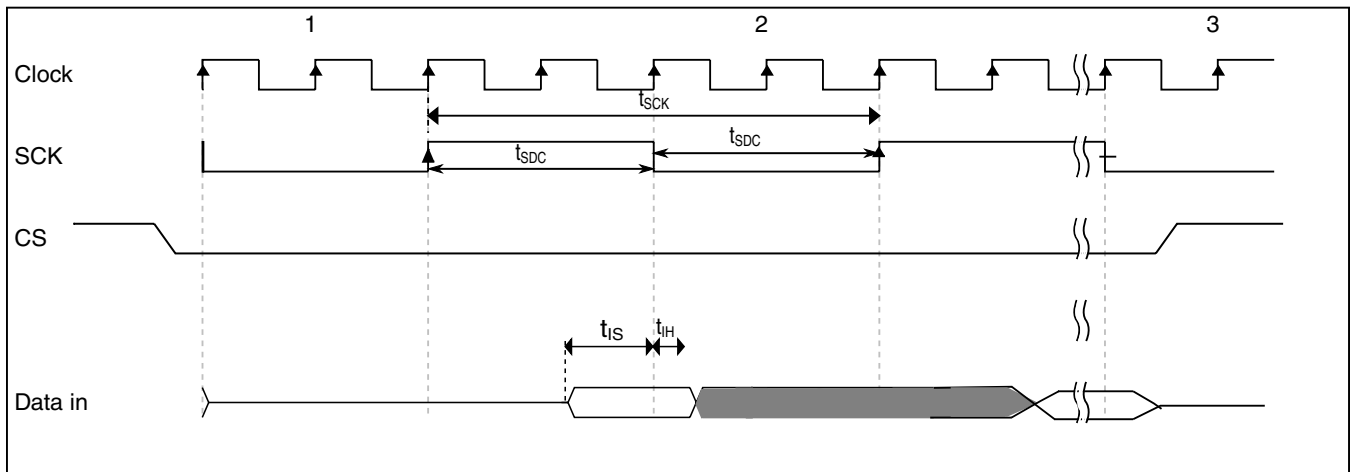 1 2 3
Clock
tSCK
SCK
tSDC tSDC
CS
tIS tIH
Data in